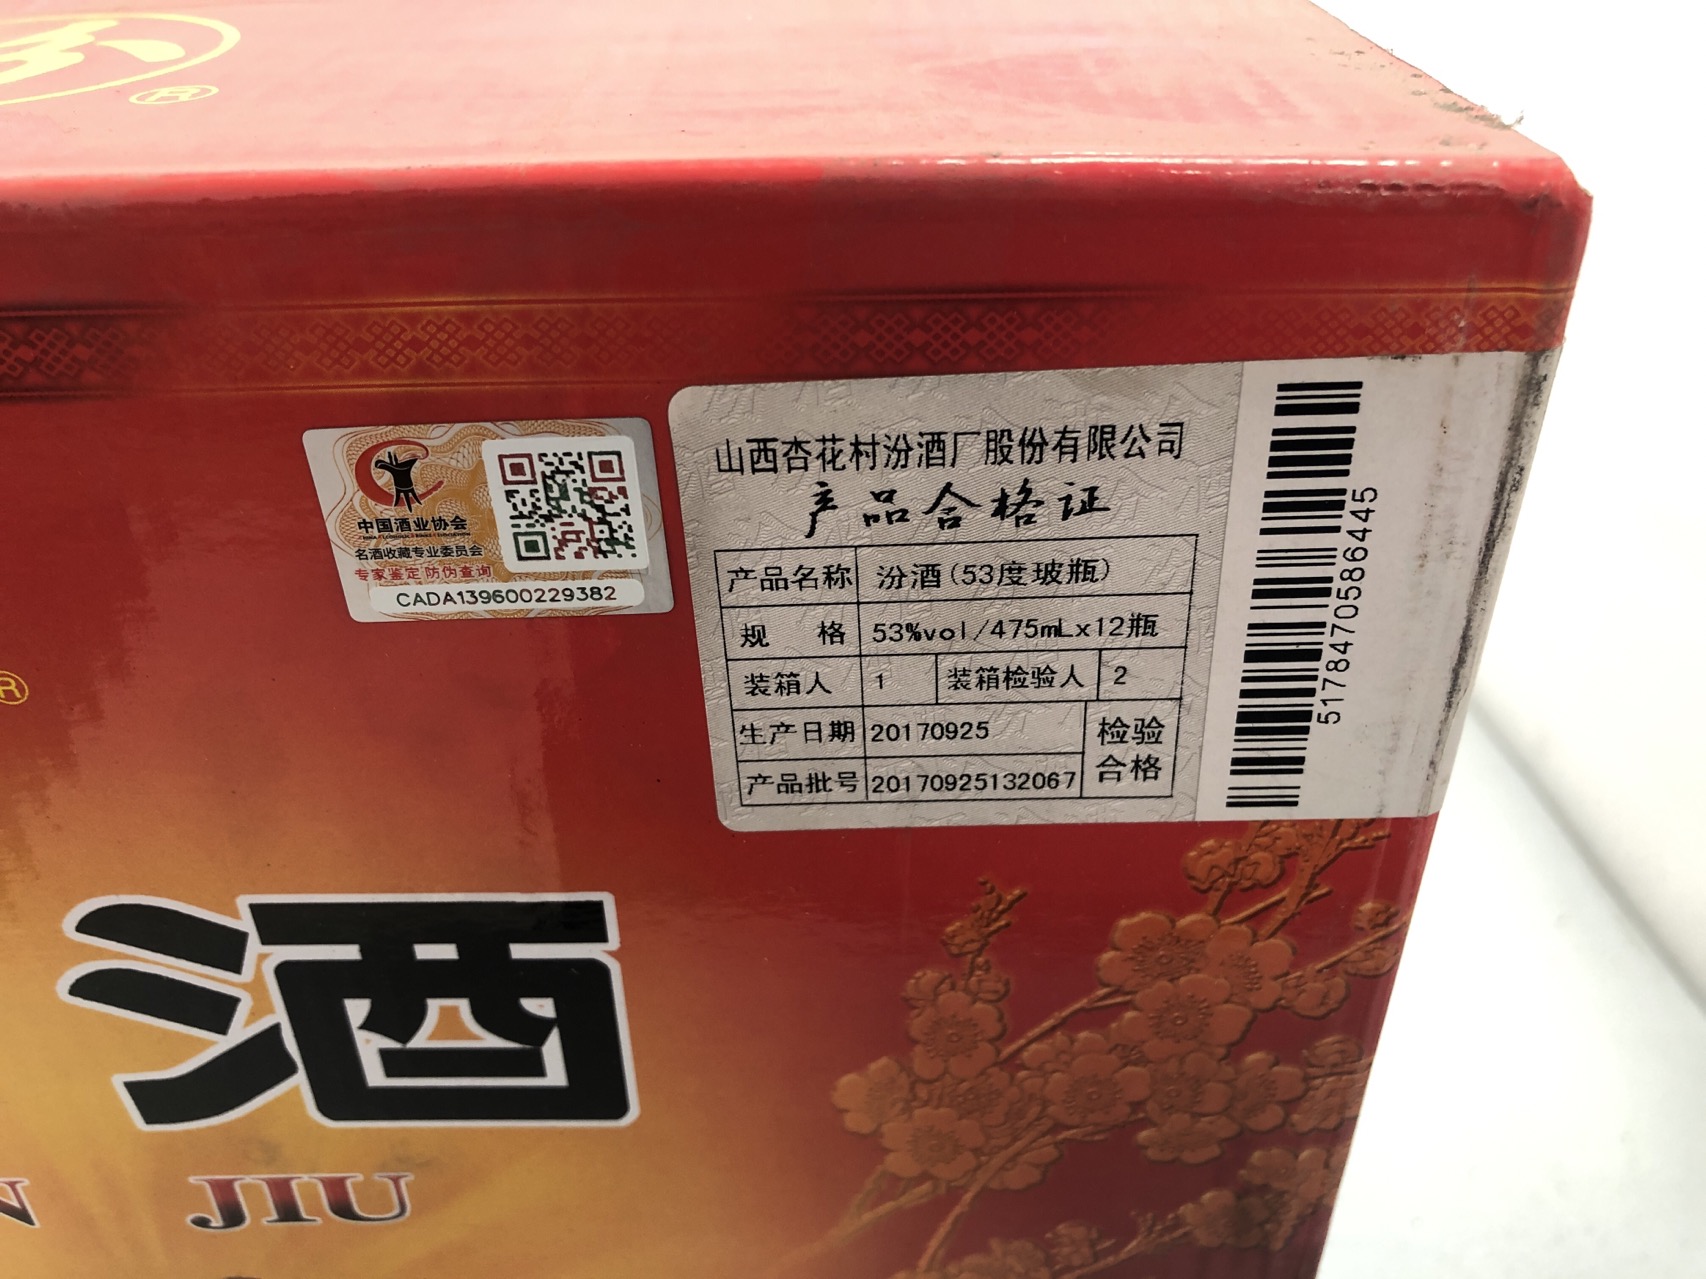 ®
中国酒业协会
名酒收藏专业委员会
专家鉴定 防伪查询
CADA139600229382
山西杏花村汾酒厂股份有限公司
产品合格证
产品名称 汾酒(53度玻瓶)
规 格 53%vol/475mLx12瓶
装箱人 1 装箱检验人 2
生产日期 20170925 检验
产品批号 20170925132067 合格
5178470586445
®
酒
N JIU